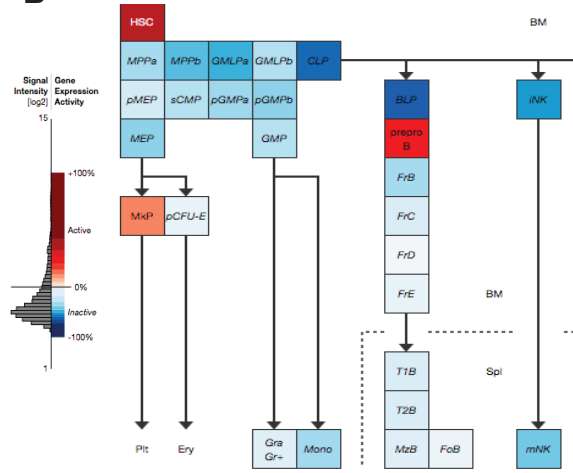 HSC
BM
MPPa MPPb GMLPa GMLPb CLP
Signal Gene
Intensity Expression
[log2] Activity
pMEP sCMP pGMPa pGMPb
BLP
iNK
15
MEP
GMP
prepro
B
+100%
FrB
MkP pCFU-E
FrC
Active
FrD
0%
FrE
BM
Inactive
-100%
1
T1B
Spl
T2B
Plt Ery
Gra
Gr+
Mono
MzB FoB
mNK